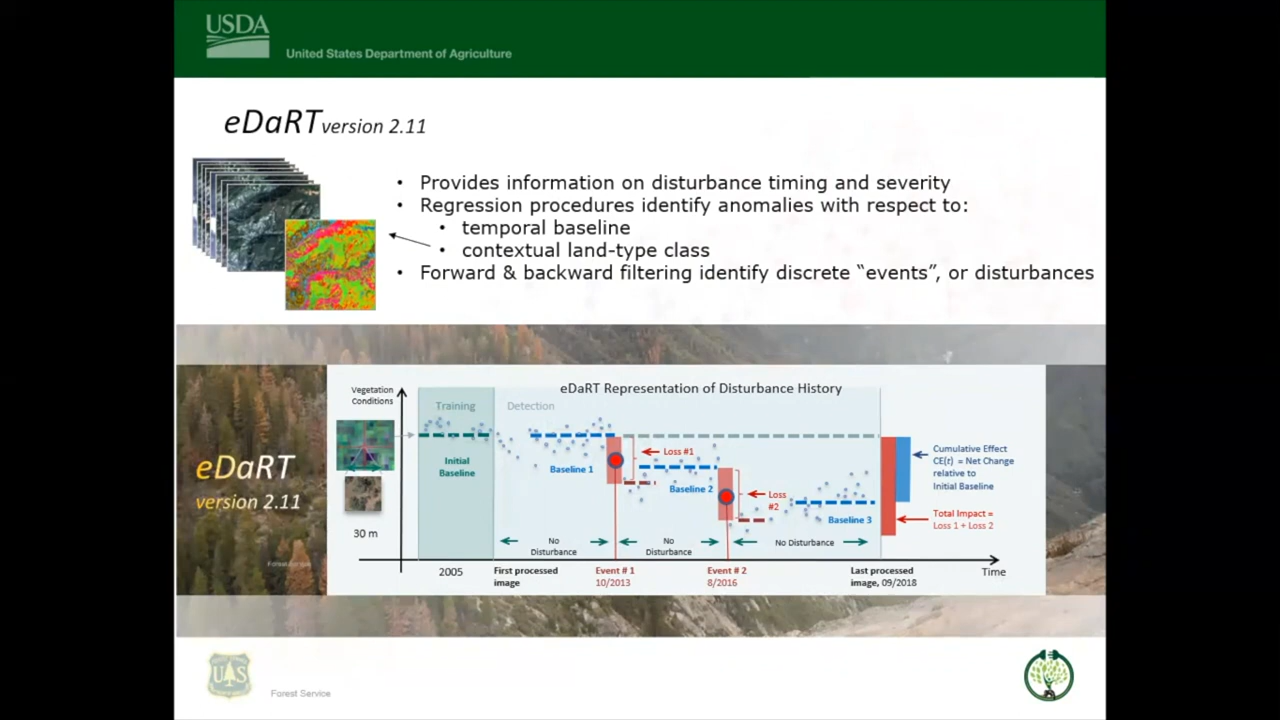 USDA
United States Department of Agriculture
eDaRT version 2.11
• Provides information on disturbance timing and severity
• Regression procedures identify anomalies with respect to:
• temporal baseline
• contextual land-type class
• Forward & backward filtering identify discrete “events”, or disturbances
eDaRT
version 2.11
Forest Service
eDaRT Representation of Disturbance History
Vegetation
Conditions
30 m
Training
Detection
Initial
Baseline
Baseline 1
Loss #1
Baseline 2
Loss
#2
Baseline 3
No
Disturbance
No
Disturbance
No Disturbance
Cumulative Effect
CE(t) = Net Change
relative to
Initial Baseline
Total Impact =
Loss 1 + Loss 2
2005
First processed
image
Event # 1
10/2013
Event # 2
8/2016
Last processed
image, 09/2018
Time
U S
Forest Service